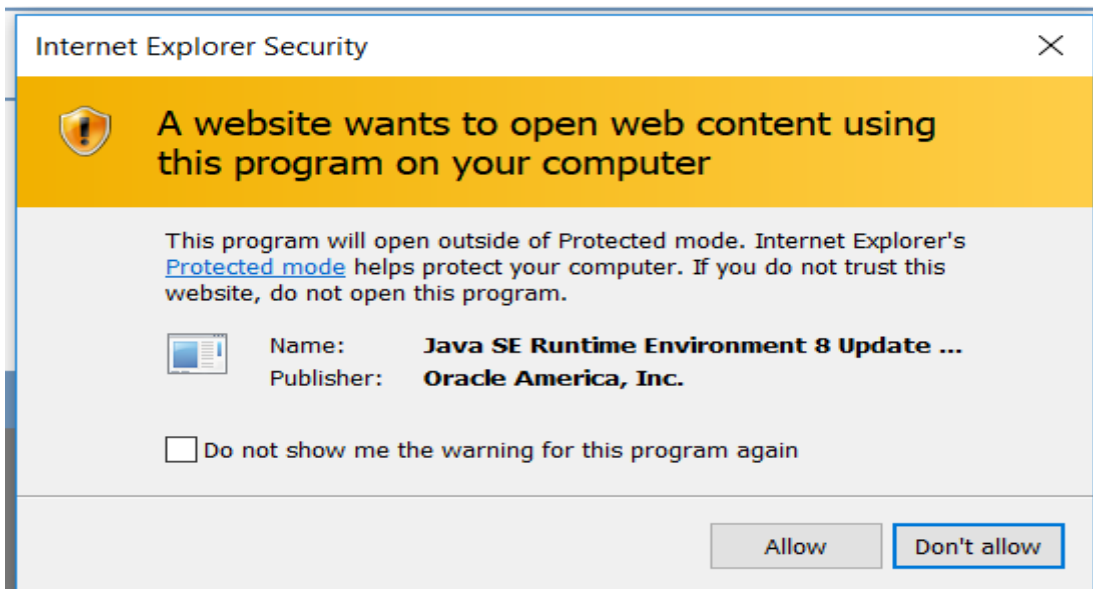 Internet Explorer Security
A website wants to open web content using
this program on your computer
This program will open outside of Protected mode. Internet Explorer's
Protected mode helps protect your computer. If you do not trust this
website, do not open this program.
Name: Java SE Runtime Environment 8 Update ...
Publisher: Oracle America, Inc.
Do not show me the warning for this program again
Allow Don't allow